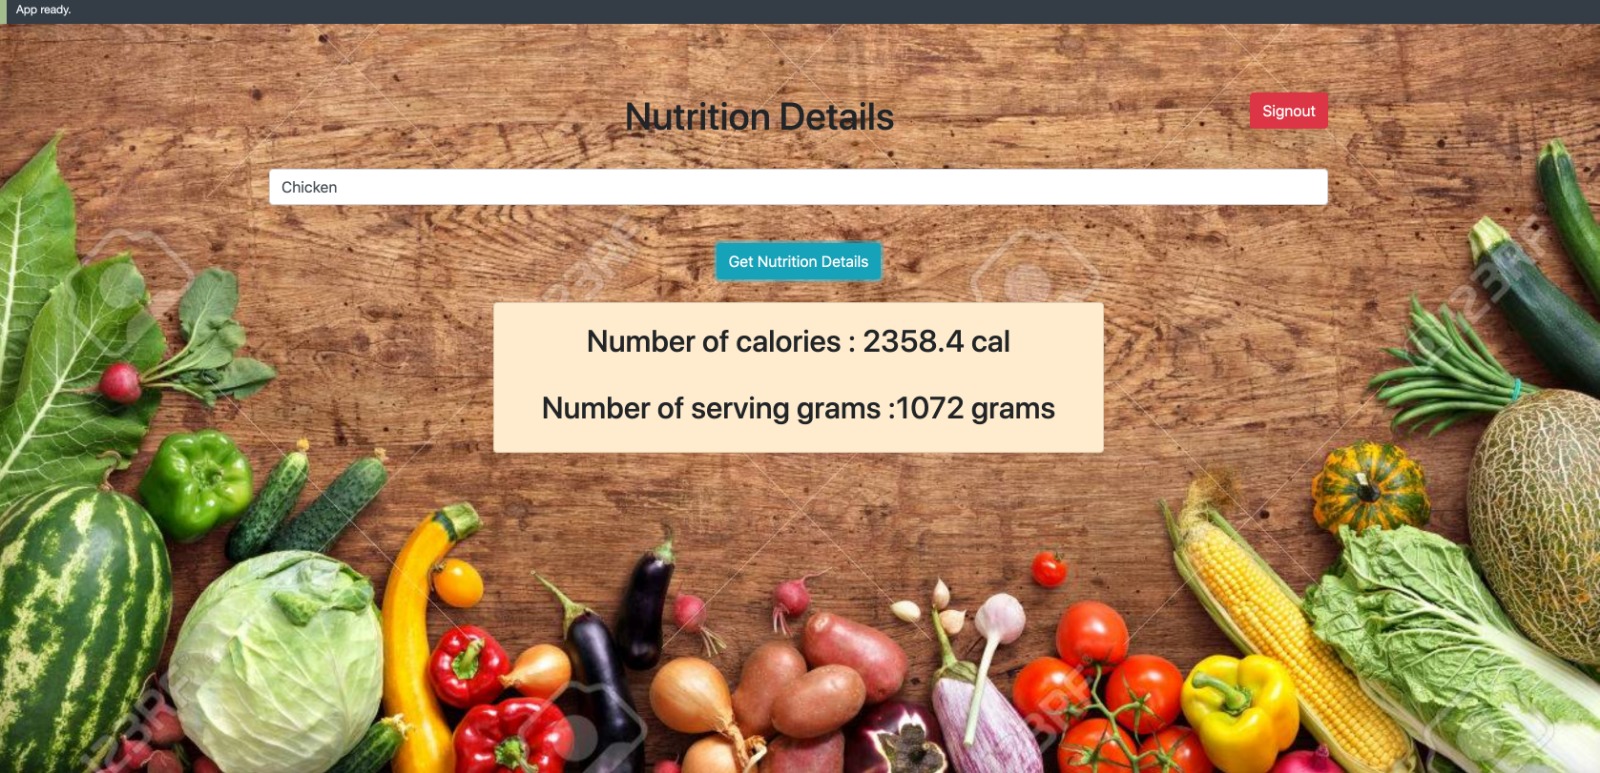 App ready.
Nutrition Details
Signout
Chicken
Get Nutrition Details
Number of calories : 2358.4 cal
Number of serving grams :1072 grams
123RF
123RF
123RF
123RF